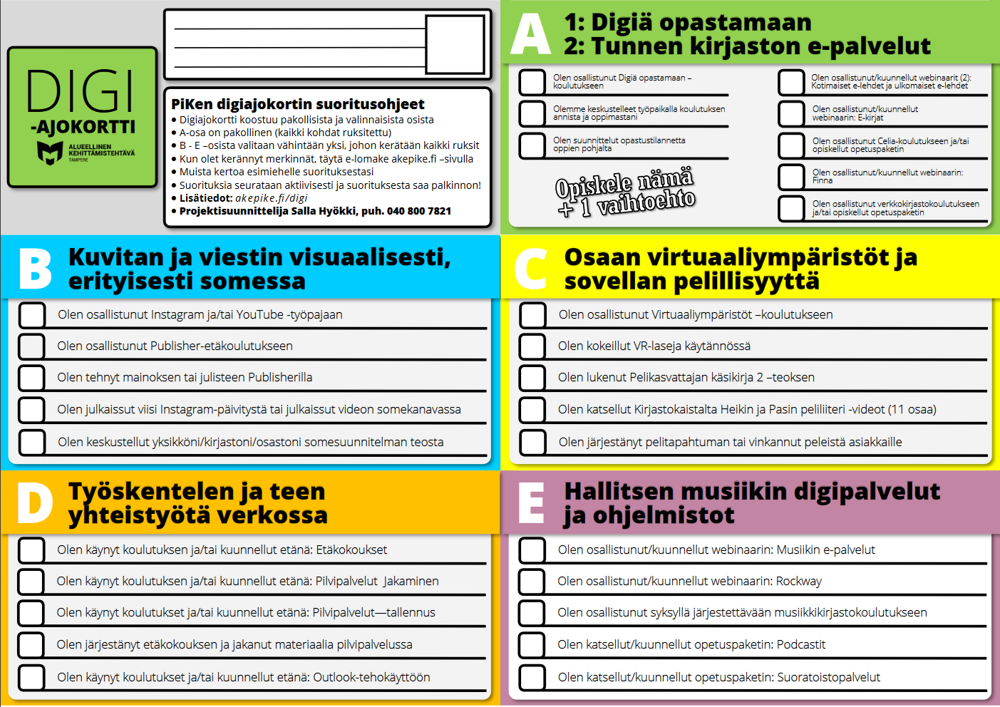 DIGI
-AJOKORTTI
ALUEELLINEN
KEHITTÄMISTEHTÄVÄ
TAMPERE
PiKen digiajokortin suoritusohjeet
• Digiajokortti koostuu pakollisista ja valinnaisista osista
• A-osa on pakollinen (kaikki kohdat ruksitettu)
• B - E –osista valitaan vähintään yksi, johon kerätään kaikki ruksit
• Kun olet kerännyt merkinnät, täytä e-lomake akepike.fi –sivulla
• Muista kertoa esimiehelle suorituksestasi
• Suorituksia seurataan aktiivisesti ja suorituksesta saa palkinnon!
• Lisätiedot: akepike.fi/digi
• Projektisuunnittelija Salla Hyökki, puh. 040 800 7821
A
1: Digiä opastamaan
2: Tunnen kirjaston e-palvelut
Olen osallistunut Digiä opastamaan –
koulutukseen
Olemme keskustelleet työpaikalla koulutuksen
annista ja oppimastani
Olen suunnittelut opastustilannetta
oppien pohjalta
Opiskele nämä
+ 1 vaihtoehto
Olen osallistunut/kuunnellut webinaarit (2):
Kotimaiset e-lehdet ja ulkomaiset e-lehdet
Olen osallistunut/kuunnellut
webinaarin: E-kirjat
Olen osallistunut Celia-koulutukseen ja/tai
opiskellut opetuspaketin
Olen osallistunut/kuunnellut webinaarin:
Finna
Olen osallistunut verkkokirjastokoulutukseen
ja/tai opiskellut opetuspaketin
B
Kuvitan ja viestin visuaalisesti,
erityisesti somessa
Olen osallistunut Instagram ja/tai YouTube -työpajaan
Olen osallistunut Publisher-etäkoulutukseen
Olen tehnyt mainoksen tai julisteen Publisherilla
Olen julkaissut viisi Instagram-päivitystä tai julkaissut videon somekanavassa
Olen keskustellut yksikköni/kirjastoni/osastoni somesuunnitelman teosta
C
Osaan virtuaaliympäristöt ja
sovellan pelillisyyttä
Olen osallistunut Virtuaaliympäristöt –koulutukseen
Olen kokeillut VR-laseja käytännössä
Olen lukenut Pelikasvattajan käsikirja 2 –teoksen
Olen katsellut Kirjastokaistalta Heikin ja Pasin peliliiteri -videot (11 osaa)
Olen järjestänyt pelitapahtuman tai vinkannut peleistä asiakkaille
D
Työskentelen ja teen
yhteistyötä verkossa
Olen käynyt koulutuksen ja/tai kuunnellut etänä: Etäkokoukset
Olen käynyt koulutuksen ja/tai kuunnellut etänä: Pilvipalvelut  Jakaminen
Olen käynyt koulutukset ja/tai kuunnellut etänä: Pilvipalvelut—tallennus
Olen järjestänyt etäkokouksen ja jakanut materiaalia pilvipalvelussa
Olen käynyt koulutukset ja/tai kuunnellut etänä: Outlook-tehokäyttöön
E
Hallitsen musiikin digipalvelut
ja ohjelmistot
Olen osallistunut/kuunnellut webinaarin: Musiikin e-palvelut
Olen osallistunut/kuunnellut webinaarin: Rockway
Olen osallistunut syksyllä järjestettävään musiikkikirjastokoulutukseen
Olen katsellut/kuunnellut opetuspaketin: Podcastit
Olen katsellut/kuunnellut opetuspaketin: Suoratoistopalvelut